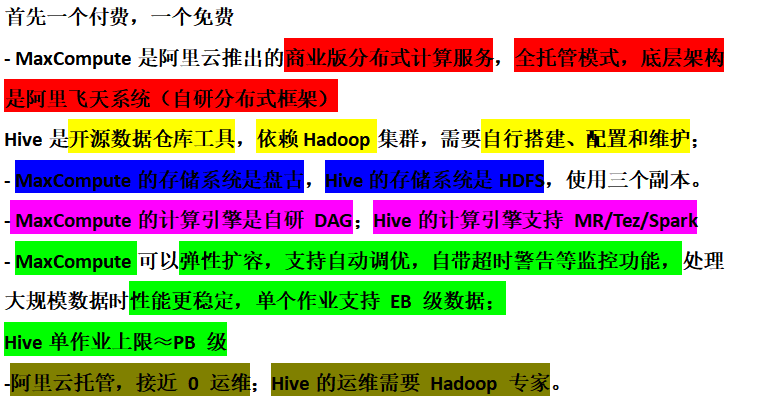 首先一个付费，一个免费
- MaxCompute 是阿里云推出的商业版分布式计算服务，全托管模式，底层架构
是阿里飞天系统（自研分布式框架）
Hive 是开源数据仓库工具，依赖 Hadoop 集群，需要自行搭建、配置和维护；
- MaxCompute 的存储系统是盘古，Hive 的存储系统是 HDFS，使用三个副本。
- MaxCompute 的计算引擎是自研 DAG；Hive 的计算引擎支持 MR/Tez/Spark
- MaxCompute 可以弹性扩容，支持自动调优，自带超时警告等监控功能，处理
大规模数据时性能更稳定，单个作业支持 EB 级数据；
Hive 单作业上限≈PB 级
-阿里云托管，接近 0 运维；Hive 的运维需要 Hadoop 专家。